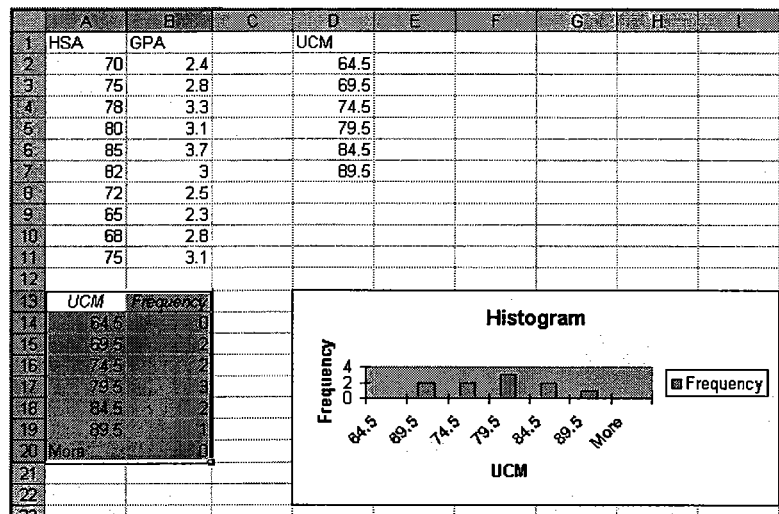 A B C D E F G H I
1 HSA GPA UCM
2 70 2.4 64.5
3 75 2.8 69.5
4 78 3.3 74.5
5 80 3.1 79.5
6 85 3.7 84.5
7 82 3 89.5
8 72 2.5
9 65 2.3
10 68 2.8
11 75 3.1
12
13 UCM Frequency
14 64.5 0
15 69.5 2
16 74.5 2
17 79.5 3
18 84.5 2
19 89.5 1
20 More 0
21
22
23
Histogram
Frequency
4
2
0
64.5 69.5 74.5 79.5 84.5 89.5 More
UCM
Frequency